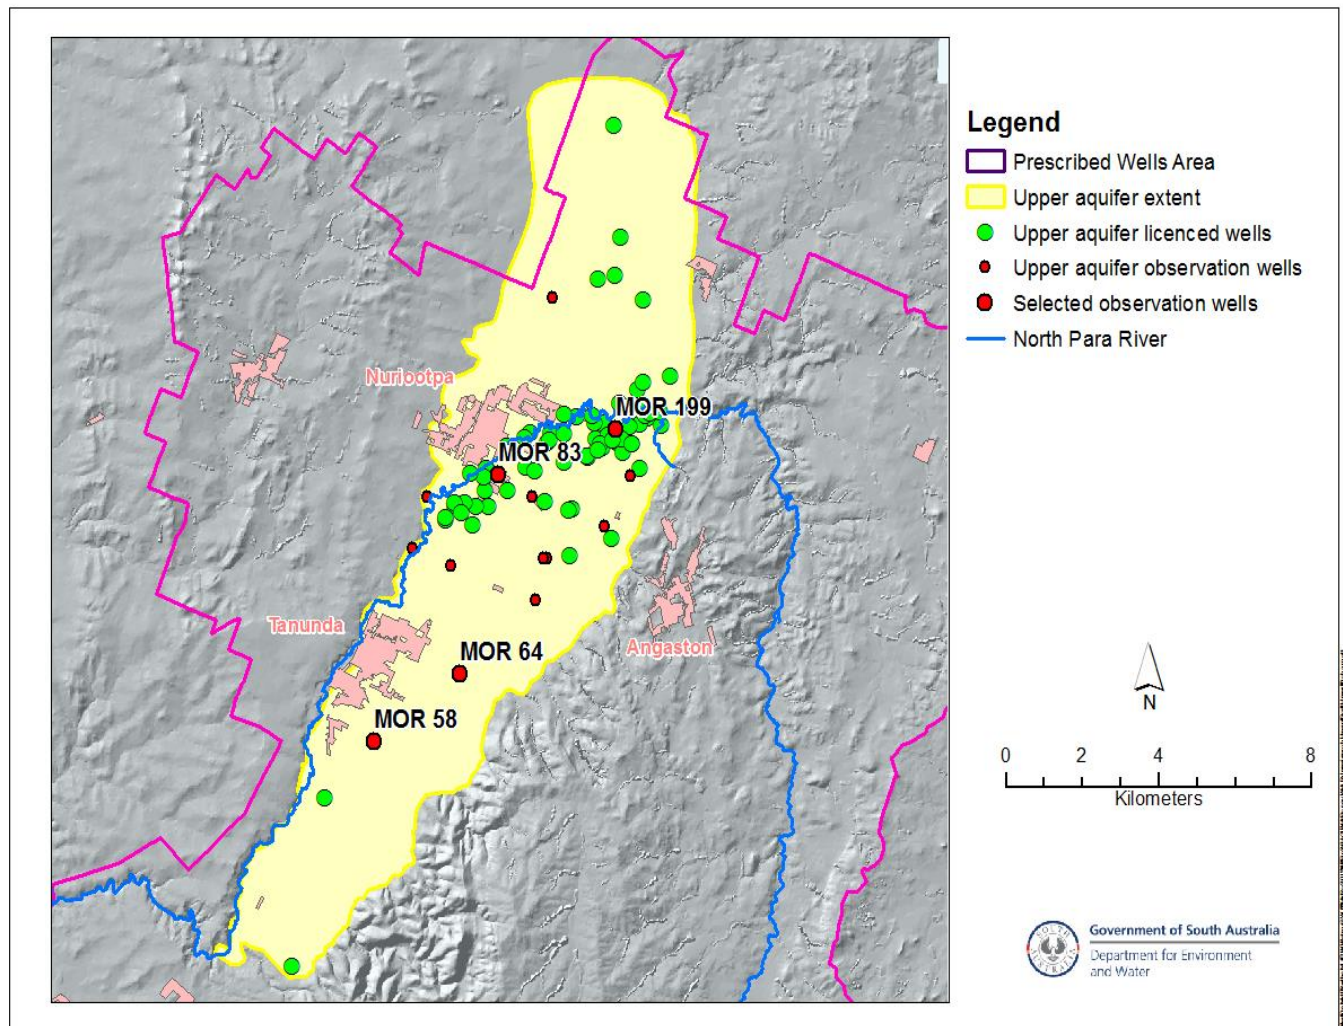 Legend
Prescribed Wells Area
Upper aquifer extent
Upper aquifer licenced wells
Upper aquifer observation wells
Selected observation wells
North Para River
Nuriootpa
MOR 199
MOR 83
Tanunda
MOR 64
Angaston
MOR 58
N
0 2 4 8
Kilometers
Government of South Australia
Department for Environment
and Water